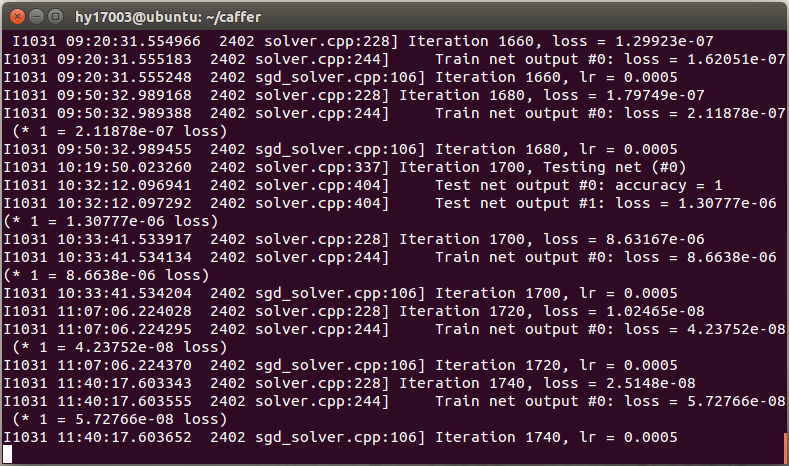 hy17003@ubuntu: ~/caffer
I1031 09:20:31.554966  2402 solver.cpp:228] Iteration 1660, loss = 1.29923e-07
I1031 09:20:31.555183  2402 solver.cpp:244]     Train net output #0: loss = 1.62051e-07
I1031 09:20:31.555248  2402 sgd_solver.cpp:106] Iteration 1660, lr = 0.0005
I1031 09:50:32.989168  2402 solver.cpp:228] Iteration 1680, loss = 1.79749e-07
I1031 09:50:32.989388  2402 solver.cpp:244]     Train net output #0: loss = 2.11878e-07
(* 1 = 2.11878e-07 loss)
I1031 09:50:32.989455  2402 sgd_solver.cpp:106] Iteration 1680, lr = 0.0005
I1031 10:19:50.023260  2402 solver.cpp:337] Iteration 1700, Testing net (#0)
I1031 10:32:12.096941  2402 solver.cpp:404]     Test net output #0: accuracy = 1
I1031 10:32:12.097292  2402 solver.cpp:404]     Test net output #1: loss = 1.30777e-06
(* 1 = 1.30777e-06 loss)
I1031 10:33:41.533917  2402 solver.cpp:228] Iteration 1700, loss = 8.63167e-06
I1031 10:33:41.534134  2402 solver.cpp:244]     Train net output #0: loss = 8.6638e-06
(* 1 = 8.6638e-06 loss)
I1031 10:33:41.534204  2402 sgd_solver.cpp:106] Iteration 1700, lr = 0.0005
I1031 11:07:06.224028  2402 solver.cpp:228] Iteration 1720, loss = 1.02465e-08
I1031 11:07:06.224295  2402 solver.cpp:244]     Train net output #0: loss = 4.23752e-08
(* 1 = 4.23752e-08 loss)
I1031 11:07:06.224370  2402 sgd_solver.cpp:106] Iteration 1720, lr = 0.0005
I1031 11:40:17.603343  2402 solver.cpp:228] Iteration 1740, loss = 2.5148e-08
I1031 11:40:17.603555  2402 solver.cpp:244]     Train net output #0: loss = 5.72766e-08
(* 1 = 5.72766e-08 loss)
I1031 11:40:17.603652  2402 sgd_solver.cpp:106] Iteration 1740, lr = 0.0005